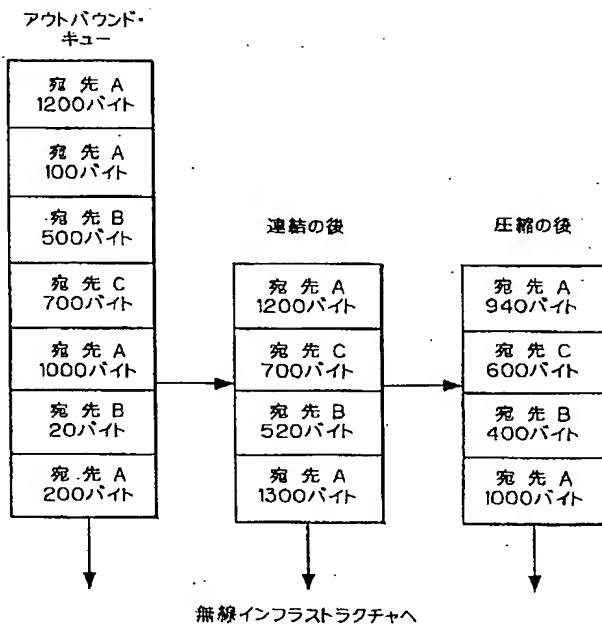 アウトバウンド・
キュー
宛先 A
1200バイト
宛先 A
100バイト
宛先 B
500バイト
宛先 C
700バイト
宛先 A
1000バイト
宛先 B
20バイト
宛先 A
200バイト
連結の後
宛先 A
1200バイト
宛先 C
700バイト
宛先 B
520バイト
宛先 A
1300バイト
圧縮の後
宛先 A
940バイト
宛先 C
600バイト
宛先 B
400バイト
宛先 A
1000バイト
無線インフラストラクチャヘ